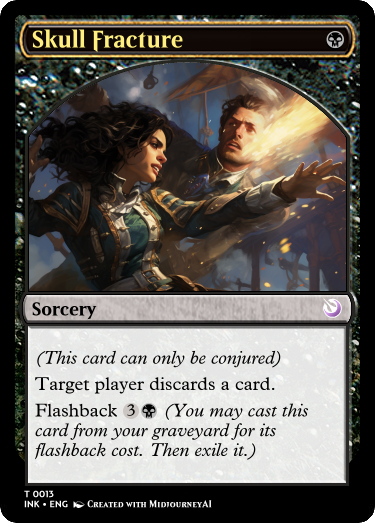 Skull Fracture
Sorcery
(This card can only be conjured)
Target player discards a card.
Flashback 3 (You may cast this
card from your graveyard for its
flashback cost. Then exile it.)
T 0013
INK • ENG Created with MidjourneyAI